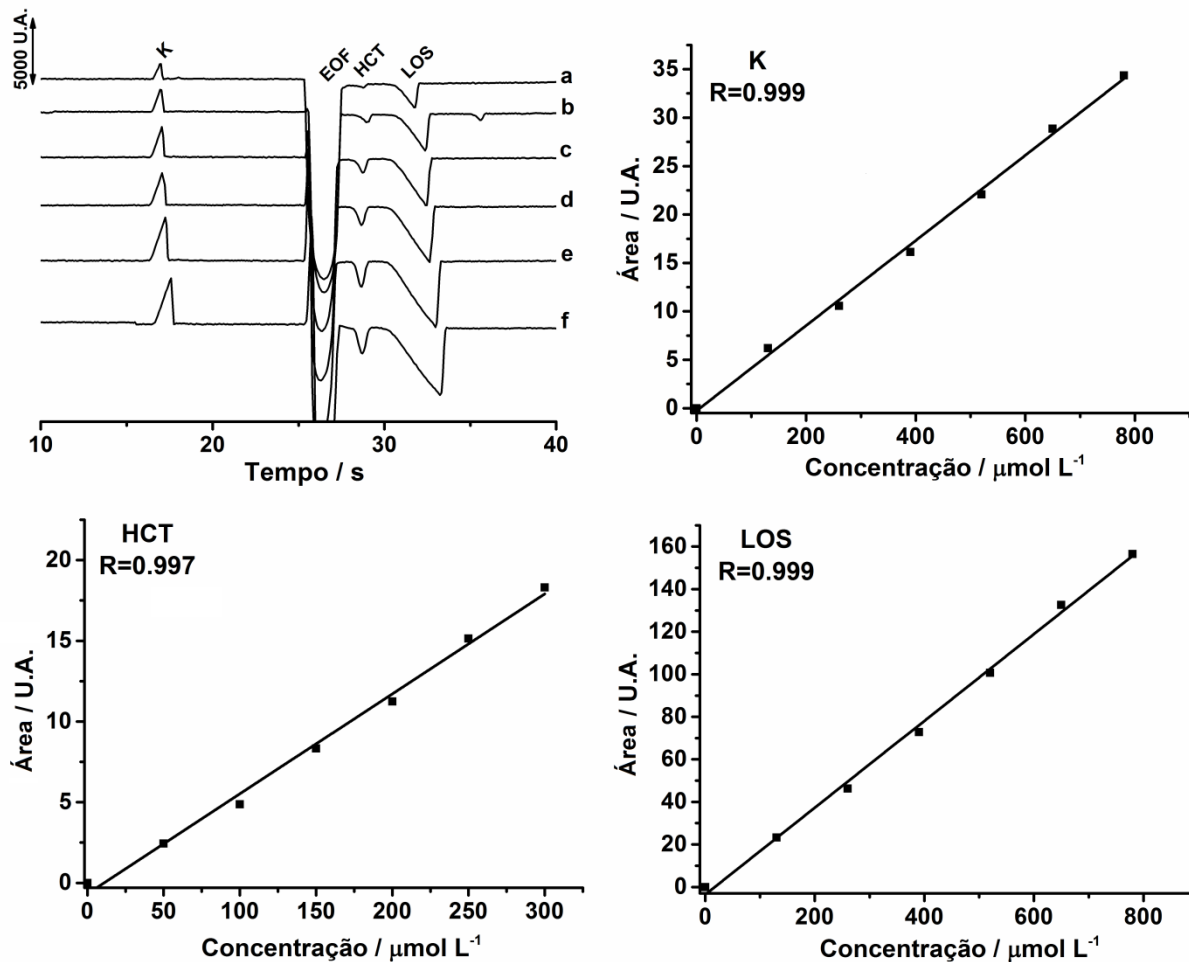 5000 U.A.
K
EOF
HCT
LOS
a
b
c
d
e
f
10
20
30
40
Tempo / s
K
R=0.999
35
30
25
20
15
10
5
0
Área / U.A.
0
200
400
600
800
Concentração / μmol L-1
HCT
R=0.997
20
15
10
5
0
Área / U.A.
0
50
100
150
200
250
300
Concentração / μmol L-1
LOS
R=0.999
160
140
120
100
80
60
40
20
0
Área / U.A.
0
200
400
600
800
Concentração / μmol L-1